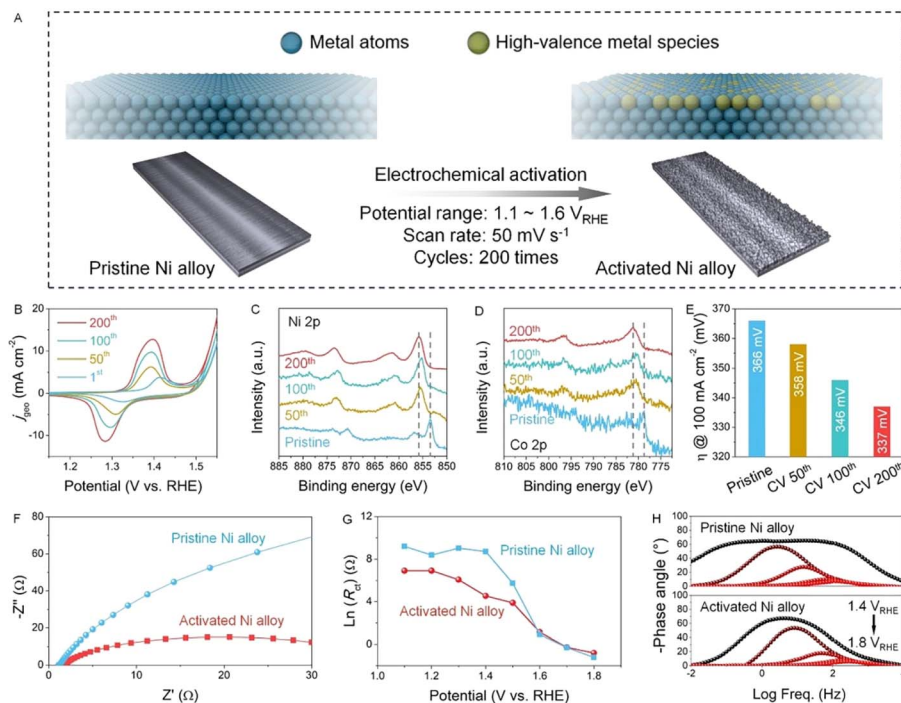 A
Metal atoms
High-valence metal species
Electrochemical activation
Potential range: 1.1 ~ 1.6 V_RHE
Scan rate: 50 mV s⁻¹
Cycles: 200 times
Pristine Ni alloy
Activated Ni alloy
B
200th
100th
50th
1st
20
10
0
-10
j_geo (mA cm⁻²)
1.2 1.3 1.4 1.5
Potential (V vs. RHE)
C
Ni 2p
200th
100th
50th
Pristine
Intensity (a.u.)
885 880 875 870 865 860 855 850
Binding energy (eV)
D
200th
100th
50th
Pristine
Co 2p
Intensity (a.u.)
810 805 800 795 790 785 780 775
Binding energy (eV)
E
η @ 100 mA cm⁻² (mV)
370
360
350
340
330
320
366 mV
358 mV
346 mV
337 mV
Pristine
CV 50th
CV 100th
CV 200th
F
Pristine Ni alloy
Activated Ni alloy
-Z" (Ω)
-80
-60
-40
-20
0
0 5 10 15 20 25 30
Z' (Ω)
G
Pristine Ni alloy
Activated Ni alloy
Ln (R_ct) (Ω)
12
8
4
0
1.0 1.2 1.4 1.6 1.8
Potential (V vs. RHE)
H
Pristine Ni alloy
Activated Ni alloy
1.4 V_RHE
1.8 V_RHE
-Phase angle (°)
100
50
0
100
50
0
-2 0 2 4
Log Freq. (Hz)